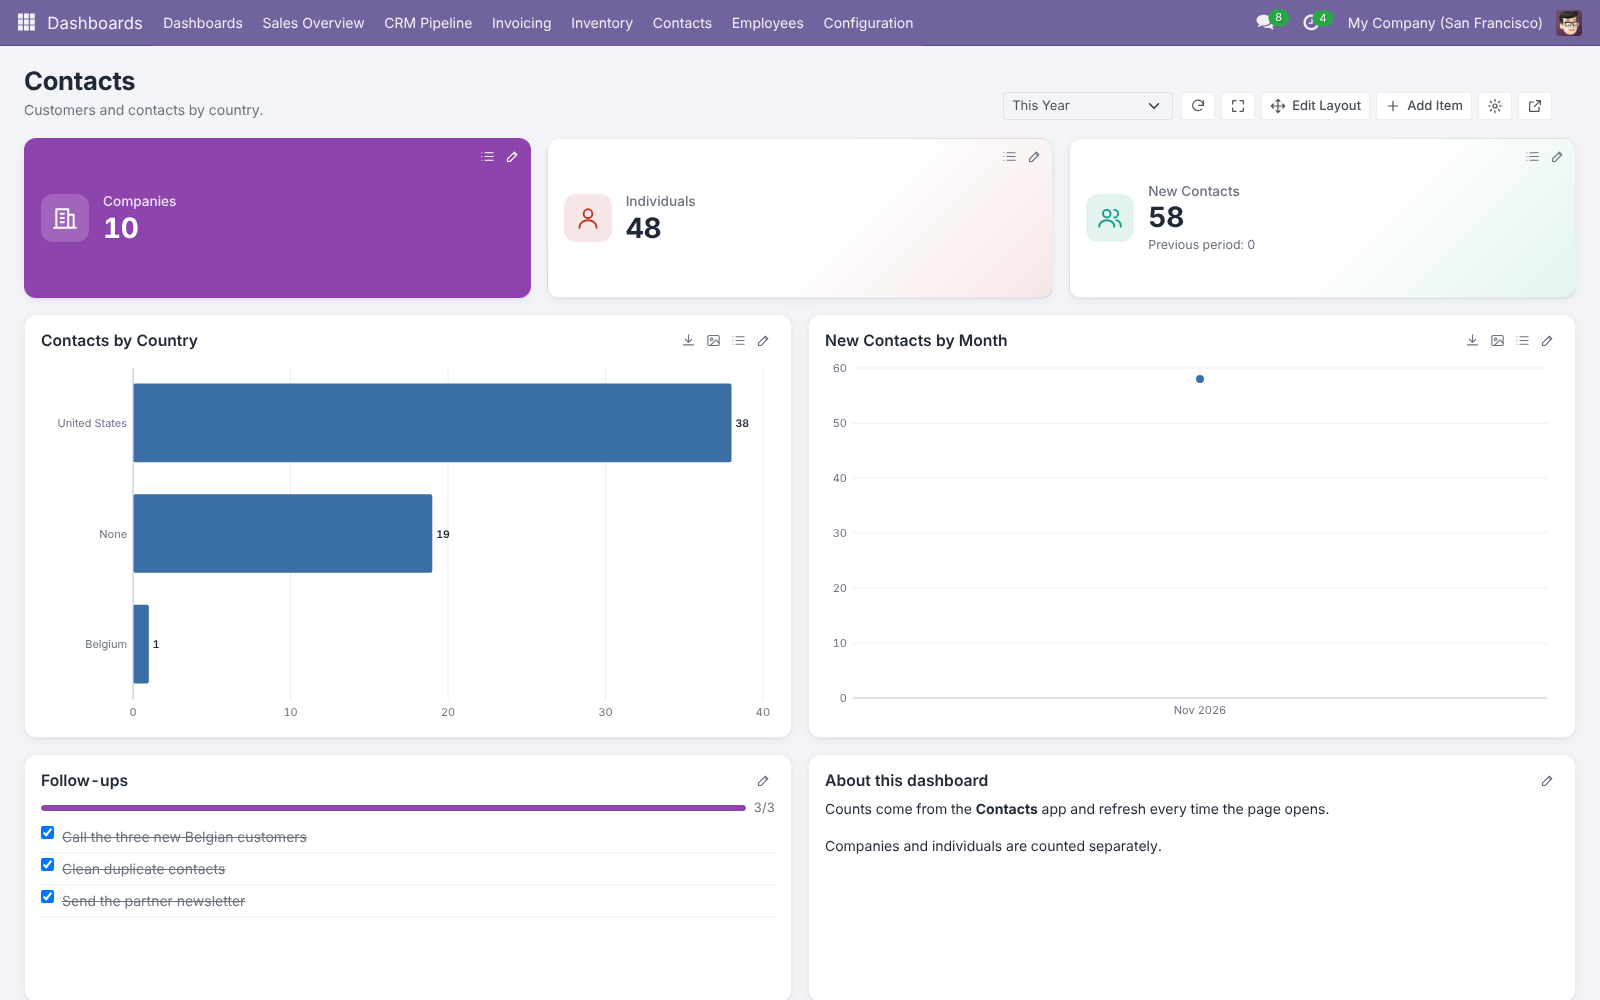 Dashboards
Dashboards Sales Overview CRM Pipeline Invoicing Inventory Contacts Employees Configuration
8
4
My Company (San Francisco)
Contacts
Customers and contacts by country.
This Year
Edit Layout
Add Item
Companies
10
Individuals
48
New Contacts
58
Previous period: 0
Contacts by Country
United States
38
None
19
Belgium
1
0 10 20 30 40
New Contacts by Month
60
50
40
30
20
10
0
Nov 2026
Follow-ups
3/3
Call the three new Belgian customers
Clean duplicate contacts
Send the partner newsletter
About this dashboard
Counts come from the Contacts app and refresh every time the page opens.
Companies and individuals are counted separately.